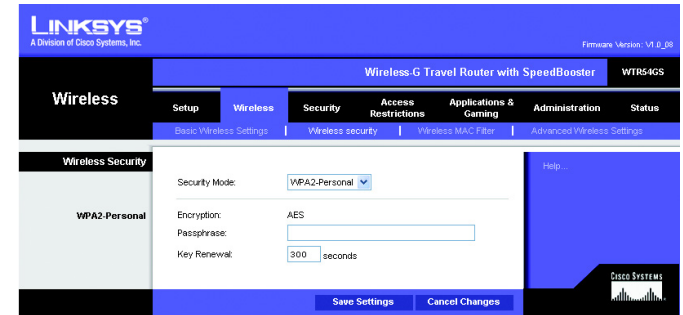 LINKSYS®
A Division of Cisco Systems, Inc.
Firmware Version: V1.0_08
Wireless-G Travel Router with SpeedBooster WTR54GS
Wireless
Setup Wireless Security Access Restrictions Applications & Gaming Administration Status
Basic Wireless Settings | Wireless security | Wireless MAC Filter | Advanced Wireless Settings
Wireless Security
Help...
Security Mode: WPA2-Personal
WPA2-Personal
Encryption: AES
Passphrase:
Key Renewal: 300 seconds
CISCO SYSTEMS
Save Settings Cancel Changes